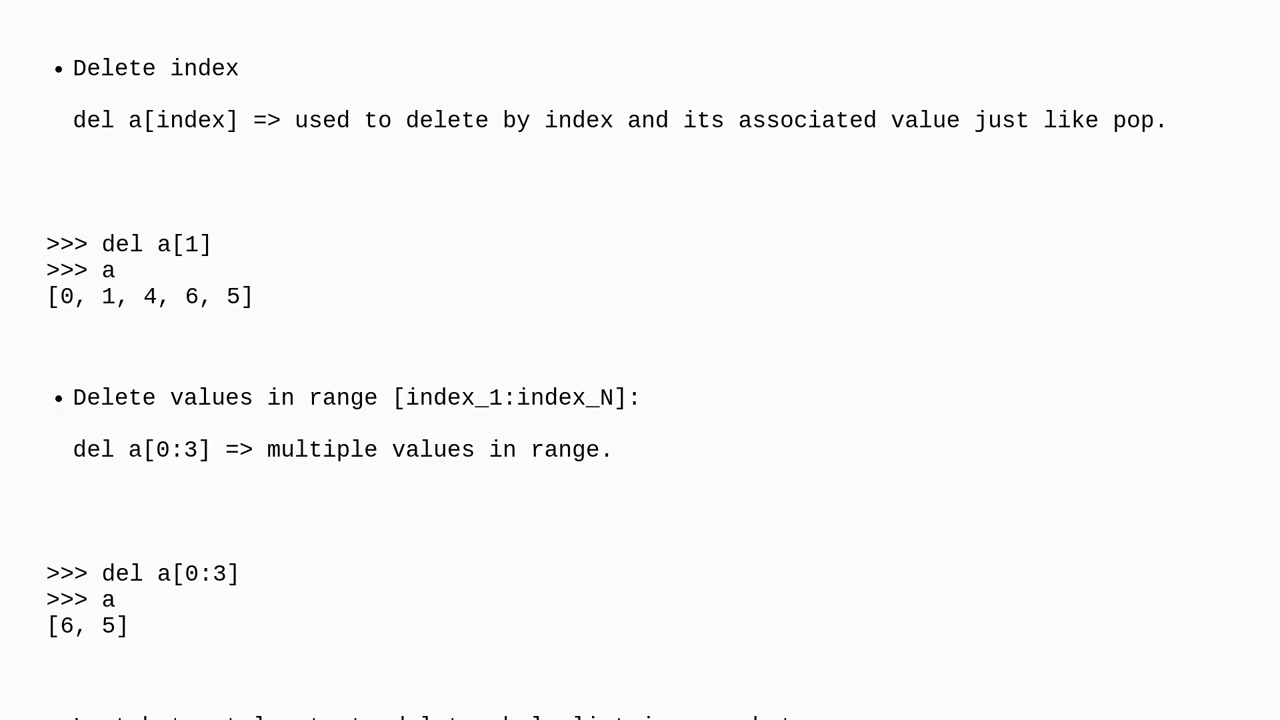 • Delete index
del a[index] => used to delete by index and its associated value just like pop.
>>> del a[1]
>>> a
[0, 1, 4, 6, 5]
• Delete values in range [index_1:index_N]:
del a[0:3] => multiple values in range.
>>> del a[0:3]
>>> a
[6, 5]